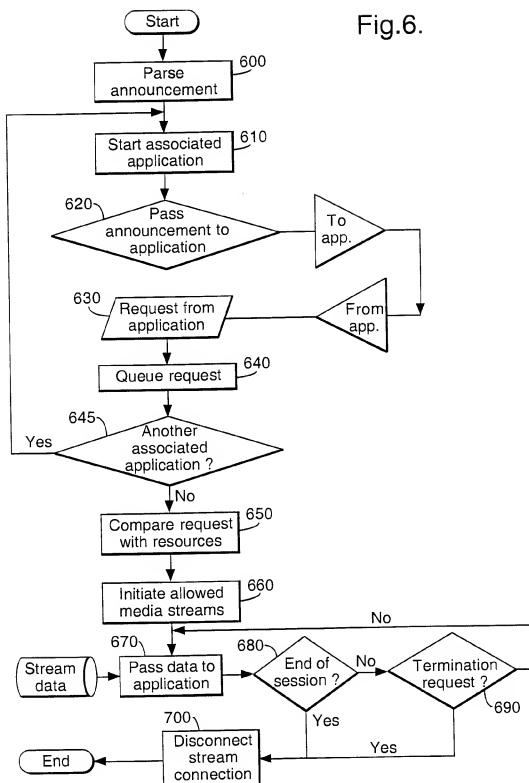 Start
Fig.6.
600
Parse
announcement
610
Start associated
application
620
Pass
announcement to
application
To
app.
630
Request from
application
From
app.
640
Queue request
645
Another
associated
application ?
Yes
No
650
Compare request
with resources
660
Initiate allowed
media streams
No
670
680
Stream
data
Pass data to
application
End of
session ?
No
Termination
request ?
690
700
Yes
Yes
End
Disconnect
stream
connection